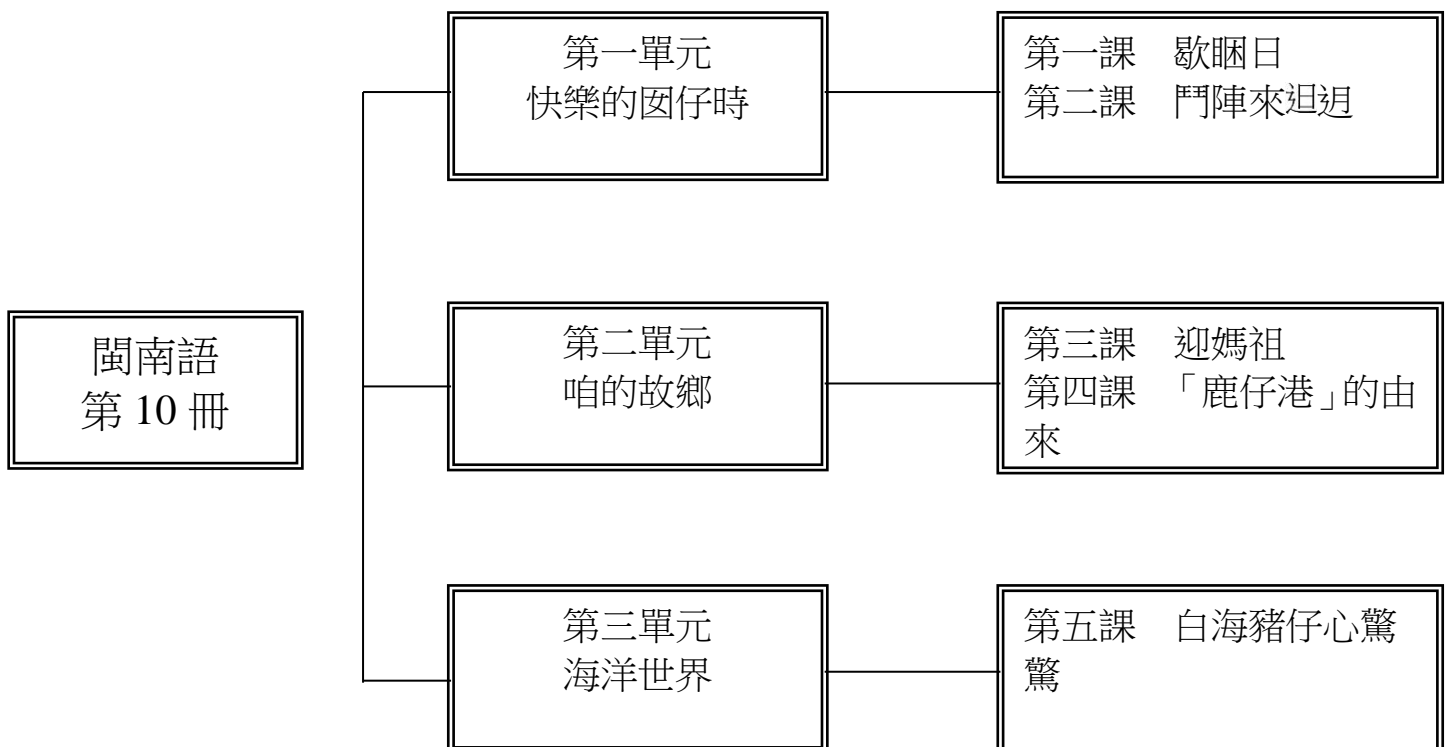 閩南語
第 10 冊
第一單元
快樂的囡仔時
第一課　歇睏日
第二課　鬥陣來𨑨迌
第二單元
咱的故鄉
第三課　迎媽祖
第四課　「鹿仔港」的由
來
第三單元
海洋世界
第五課　白海豬仔心驚
驚